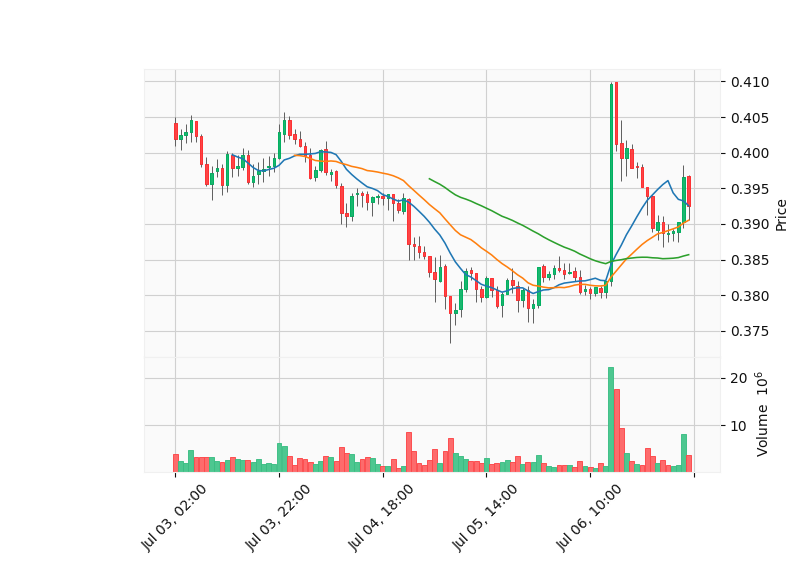 0.410
0.405
0.400
0.395
0.390
0.385
0.380
0.375
Price
20
10
Volume 10^6
Jul 03, 02:00
Jul 03, 22:00
Jul 04, 18:00
Jul 05, 14:00
Jul 06, 10:00